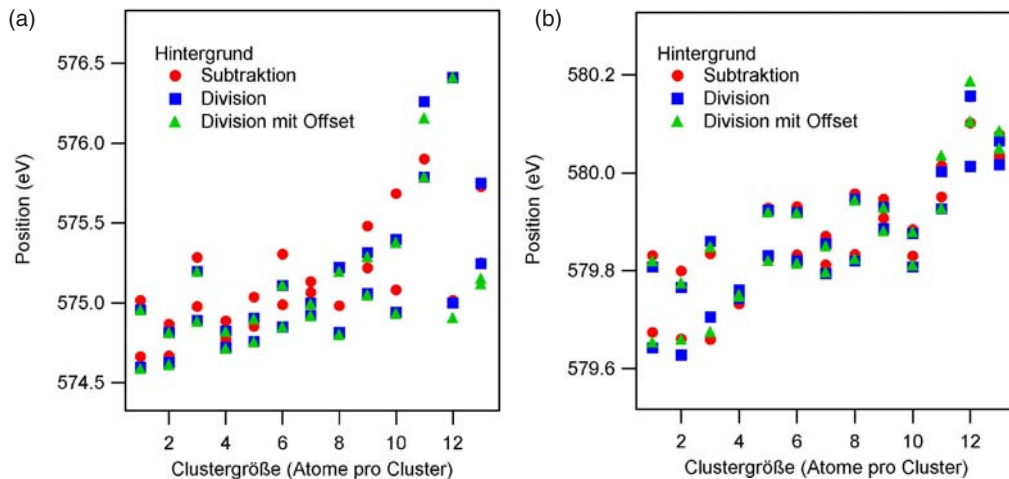 (a)
576.5
576.0
575.5
575.0
574.5
Position (eV)
Hintergrund
Subtraktion
Division
Division mit Offset
2 4 6 8 10 12
Clustergröße (Atome pro Cluster)
(b)
580.2
580.0
579.8
579.6
Position (eV)
Hintergrund
Subtraktion
Division
Division mit Offset
2 4 6 8 10 12
Clustergröße (Atome pro Cluster)